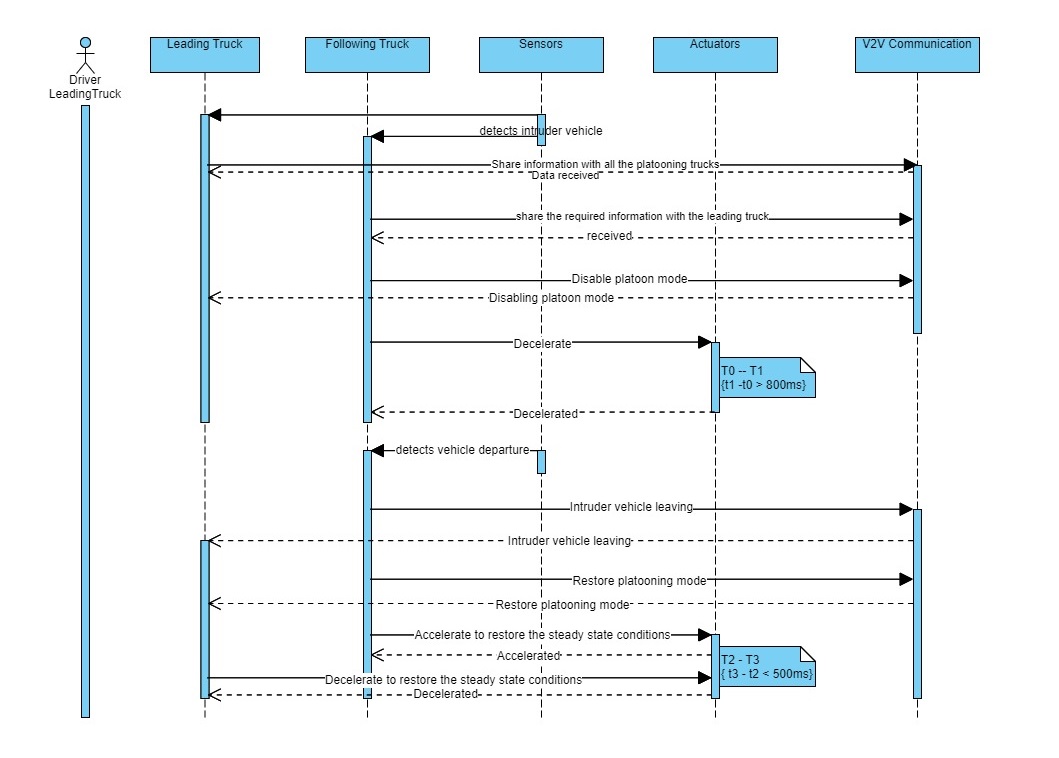 Leading Truck
Following Truck
Sensors
Actuators
V2V Communication
Driver
LeadingTruck
detects intruder vehicle
Share information with all the platooning trucks
Data received
share the required information with the leading truck
received
Disable platoon mode
Disabling platoon mode
Decelerate
T0 -- T1
{t1 -t0 > 800ms}
Decelerated
detects vehicle departure
Intruder vehicle leaving
Intruder vehicle leaving
Restore platooning mode
Restore platooning mode
Accelerate to restore the steady state conditions
Accelerated
T2 - T3
{ t3 - t2 < 500ms}
Decelerate to restore the steady state conditions
Decelerated